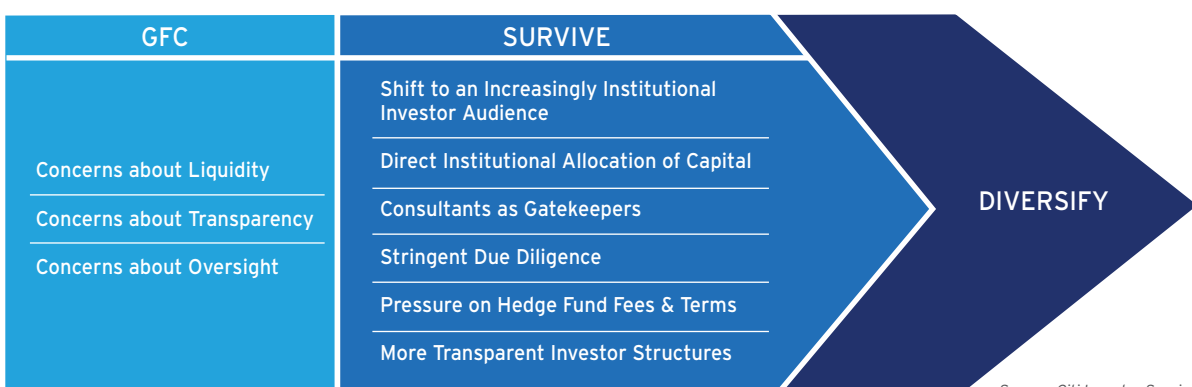 GFC
SURVIVE
Concerns about Liquidity
Concerns about Transparency
Concerns about Oversight
Shift to an Increasingly Institutional
Investor Audience
Direct Institutional Allocation of Capital
Consultants as Gatekeepers
Stringent Due Diligence
Pressure on Hedge Fund Fees & Terms
More Transparent Investor Structures
DIVERSIFY